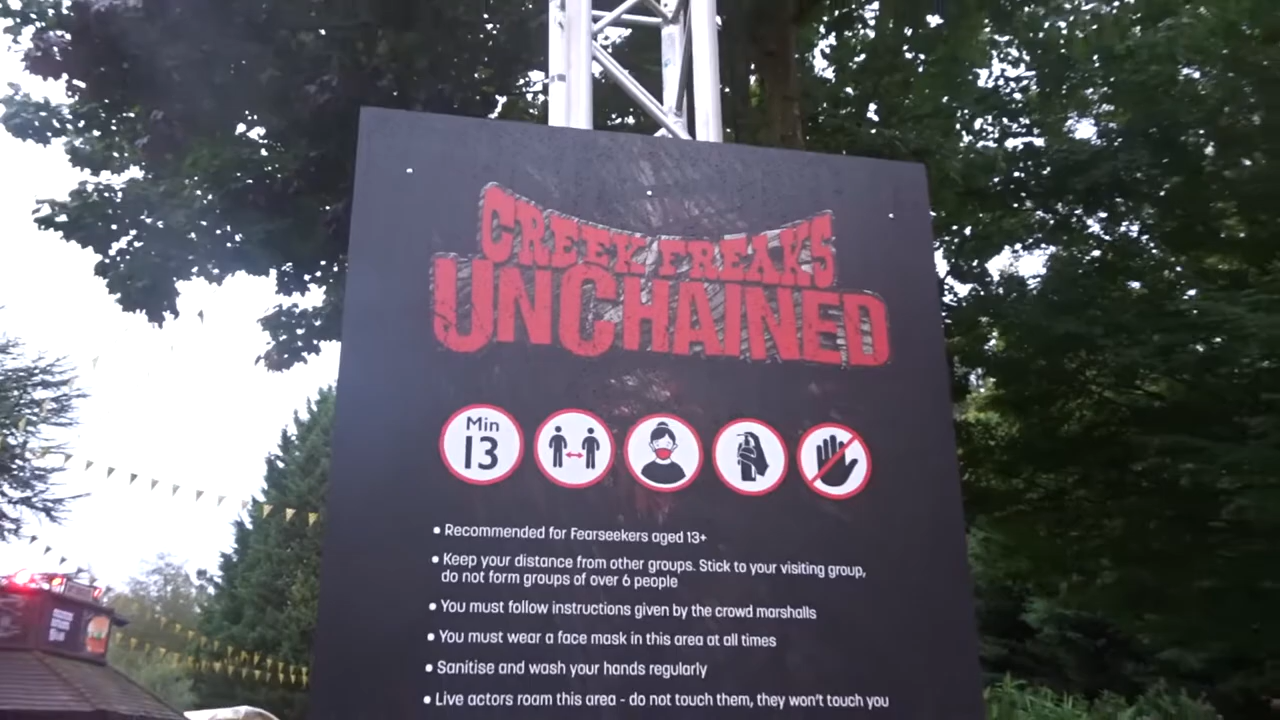 CREEK FREAKS
UNCHAINED
Min
13
• Recommended for Fearseekers aged 13+
• Keep your distance from other groups. Stick to your visiting group,
do not form groups of over 6 people
• You must follow instructions given by the crowd marshalls
• You must wear a face mask in this area at all times
• Sanitise and wash your hands regularly
• Live actors roam this area - do not touch them, they won't touch you